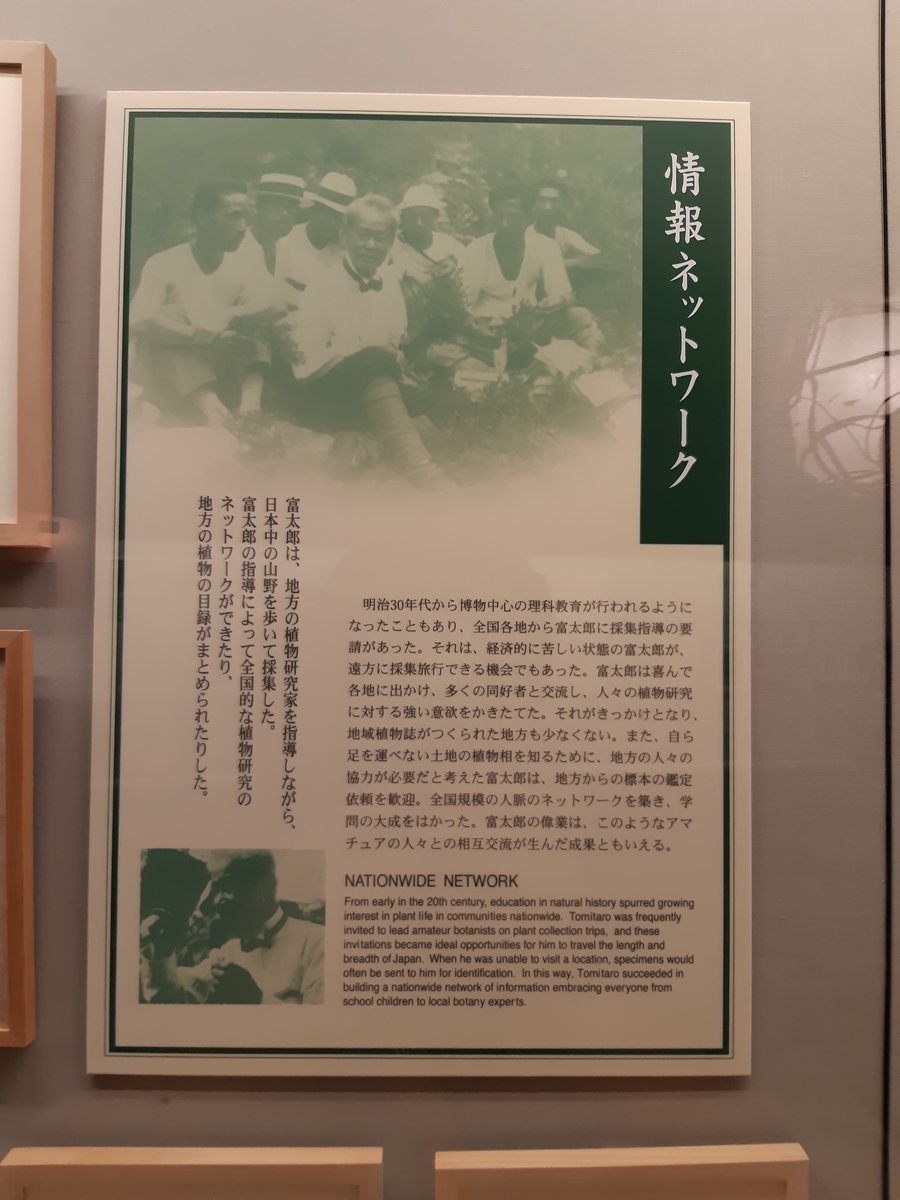 情報ネットワーク
富太郎は、地方の植物研究家を指導しながら、
日本中の山野を歩いて採集した。
富太郎の指導によって全国的な植物研究の
ネットワークができたり、
地方の植物の目録がまとめられたりした。
明治30年代から博物中心の理科教育が行われるように
なったこともあり、全国各地から富太郎に採集指導の要
請があった。それは、経済的に苦しい状態の富太郎が、
遠方に採集旅行できる機会でもあった。富太郎は喜んで
各地に出かけ、多くの同好者と交流し、人々の植物研究
に対する強い意欲をかきたてた。それがきっかけとなり、
地域植物誌がつくられた地方も少なくない。また、自ら
足を運べない土地の植物相を知るために、地方の人々の
協力が必要だと考えた富太郎は、地方からの標本の鑑定
依頼を歓迎。全国規模の人脈のネットワークを築き、学
問の大成をはかった。富太郎の偉業は、このようなアマ
チュアの人々との相互交流が生んだ成果ともいえる。
NATIONWIDE NETWORK
From early in the 20th century, education in natural history spurred growing
interest in plant life in communities nationwide. Tomitaro was frequently
invited to lead amateur botanists on plant collection trips, and these
invitations became ideal opportunities for him to travel the length and
breadth of Japan. When he was unable to visit a location, specimens would
often be sent to him for identification. In this way, Tomitaro succeeded in
building a nationwide network of information embracing everyone from
school children to local botany experts.